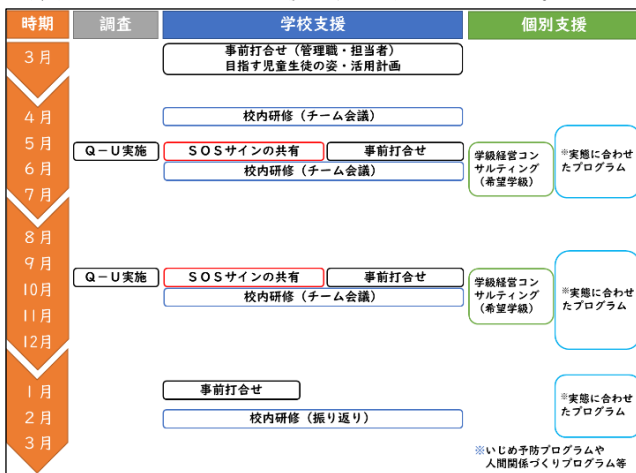 時期 調査 学校支援 個別支援
3月
事前打合せ（管理職・担当者）
目指す児童生徒の姿・活用計画
4月
校内研修（チーム会議）
5月
Q－U実施
SOSサインの共有
事前打合せ
6月
校内研修（チーム会議）
7月
学級経営コン
サルティング
（希望学級）
※実態に合わせ
たプログラム
8月
9月
Q－U実施
SOSサインの共有
事前打合せ
10月
校内研修（チーム会議）
11月
12月
学級経営コン
サルティング
（希望学級）
※実態に合わせ
たプログラム
1月
事前打合せ
2月
校内研修（振り返り）
3月
※実態に合わせ
たプログラム
※いじめ予防プログラムや
人間関係づくりプログラム等